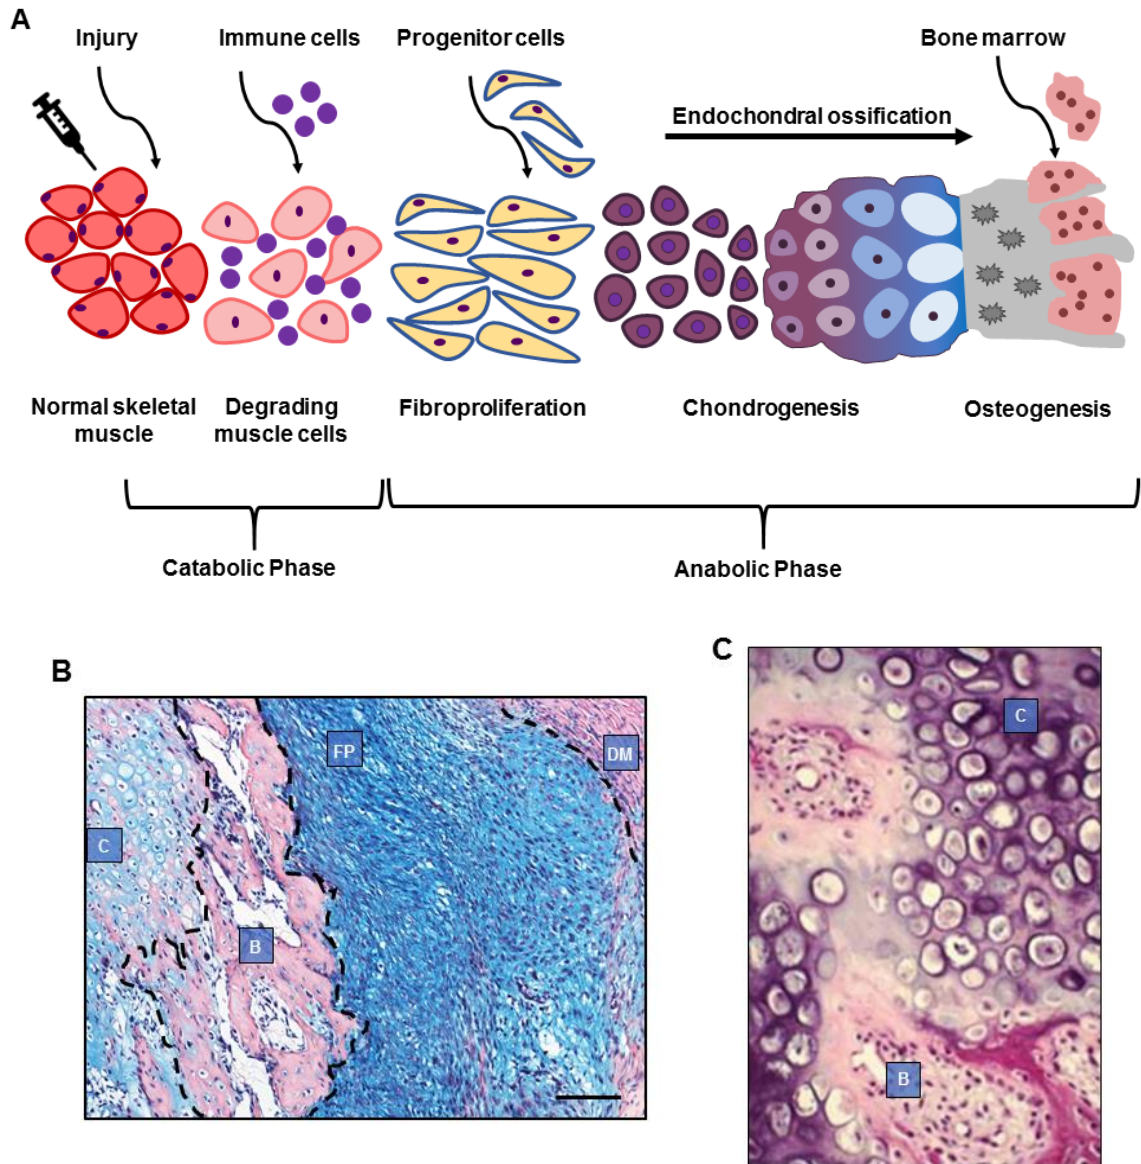 A
Injury
Immune cells
Progenitor cells
Bone marrow
Endochondral ossification
Normal skeletal
muscle
Degrading
muscle cells
Fibroproliferation
Chondrogenesis
Osteogenesis
Catabolic Phase
Anabolic Phase
B
FP
DM
C
B
C
C
B